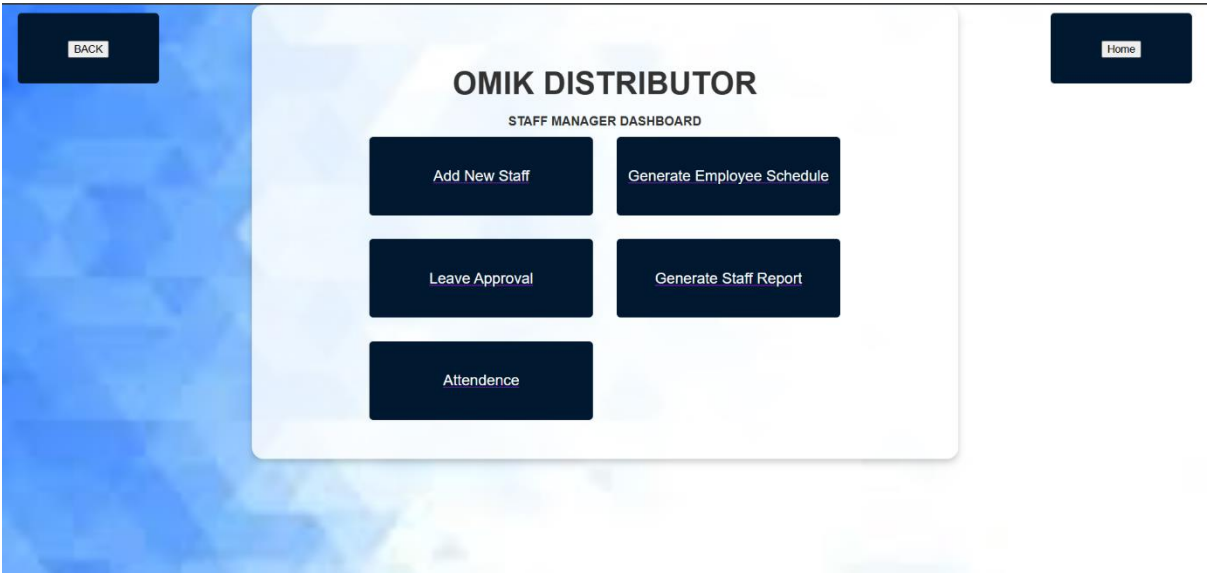 BACK
Home
OMIK DISTRIBUTOR
STAFF MANAGER DASHBOARD
Add New Staff
Generate Employee Schedule
Leave Approval
Generate Staff Report
Attendence